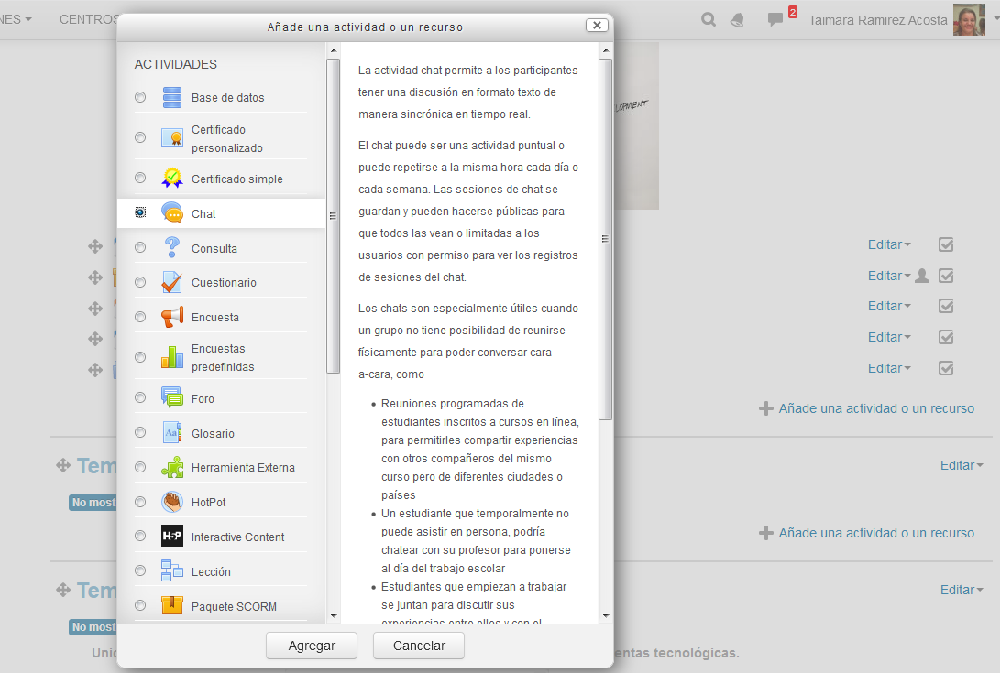 NES
CENTROS
2
Taimara Ramirez Acosta
Añade una actividad o un recurso
ACTIVIDADES
Base de datos
Certificado
personalizado
Certificado simple
Chat
Consulta
Cuestionario
Encuesta
Encuestas
predefinidas
Foro
Glosario
Herramienta Externa
HotPot
H-P
Interactive Content
Lección
Paquete SCORM
La actividad chat permite a los participantes
tener una discusión en formato texto de
manera sincrónica en tiempo real.
El chat puede ser una actividad puntual o
puede repetirse a la misma hora cada día o
cada semana. Las sesiones de chat se
guardan y pueden hacerse públicas para
que todos las vean o limitadas a los
usuarios con permiso para ver los registros
de sesiones del chat.
Los chats son especialmente útiles cuando
un grupo no tiene posibilidad de reunirse
físicamente para poder conversar cara-
a-cara, como
Reuniones programadas de
estudiantes inscritos a cursos en línea,
para permitirles compartir experiencias
con otros compañeros del mismo
curso pero de diferentes ciudades o
países
Un estudiante que temporalmente no
puede asistir en persona, podría
chatear con su profesor para ponerse
al día del trabajo escolar
Estudiantes que empiezan a trabajar
se juntan para discutir sus
experiencias entre ellos y con el
Agregar
Cancelar
LOPMENT
Editar
Editar
Editar
Editar
Editar
Añade una actividad o un recurso
Tem
Editar
No most
Añade una actividad o un recurso
Tem
Editar
No most
Unid
entas tecnológicas.